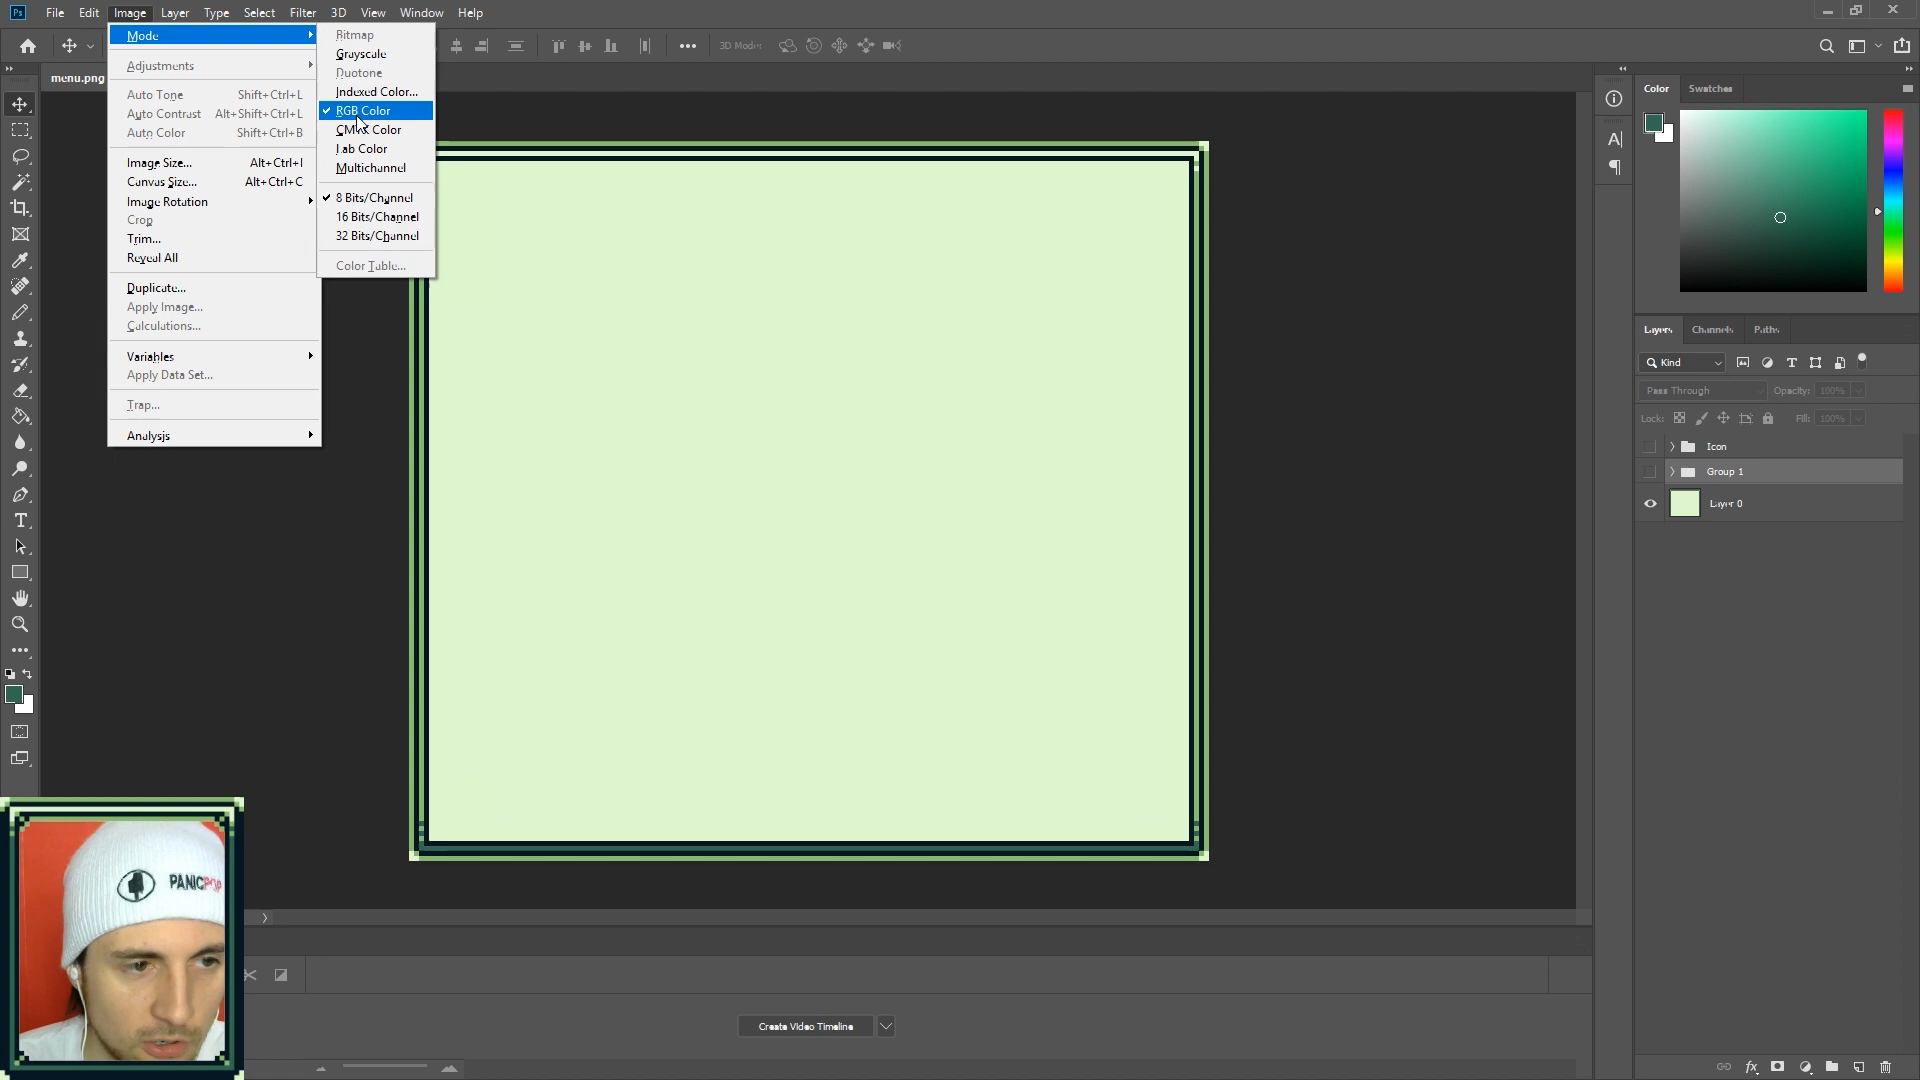 Ps File Edit Image Layer Type Select Filter 3D View Window Help
3D Mode:
menu.png
Mode
Adjustments
Auto Tone Shift+Ctrl+L
Auto Contrast Alt+Shift+Ctrl+L
Auto Color Shift+Ctrl+B
Image Size... Alt+Ctrl+I
Canvas Size... Alt+Ctrl+C
Image Rotation
Crop
Trim...
Reveal All
Duplicate...
Apply Image...
Calculations...
Variables
Apply Data Set...
Trap...
Analysis
Bitmap
Grayscale
Duotone
Indexed Color...
RGB Color
CMYK Color
Lab Color
Multichannel
8 Bits/Channel
16 Bits/Channel
32 Bits/Channel
Color Table...
Color Swatches
Layers Channels Paths
Kind
Pass Through Opacity: 100%
Lock: Fill: 100%
Icon
Group 1
Layer 0
PANICPOP
Create Video Timeline